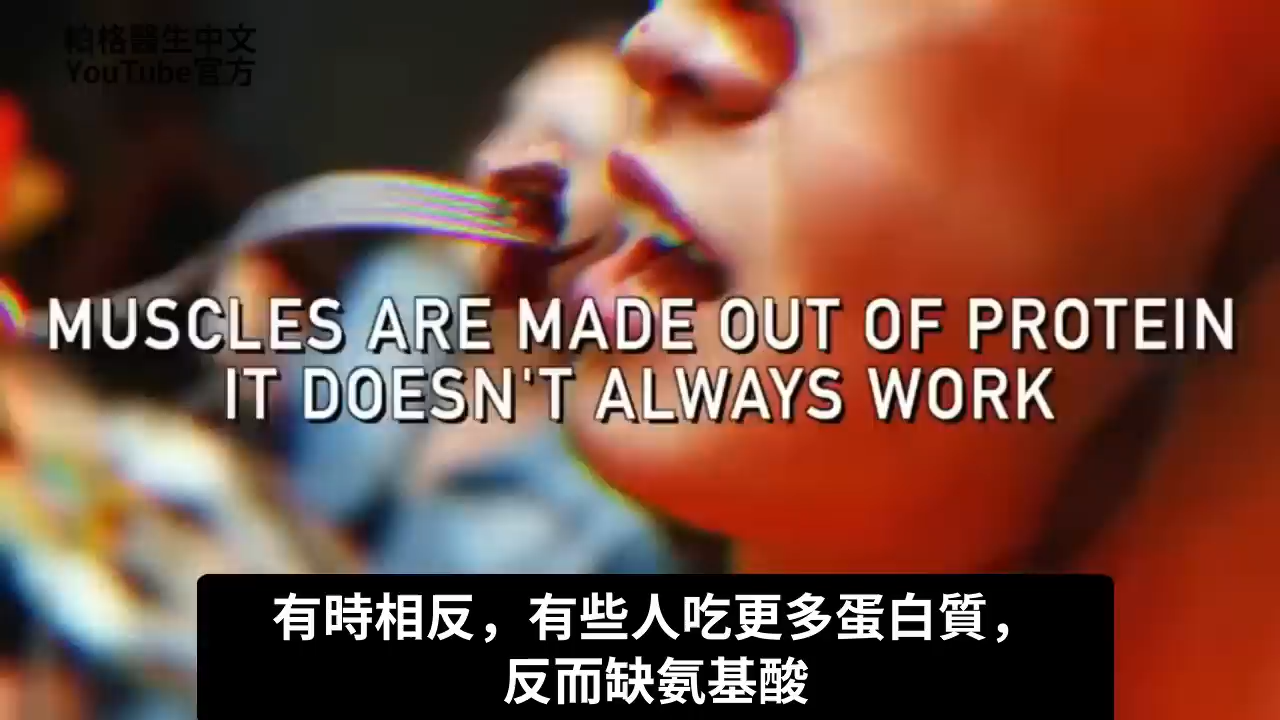 柏格醫生中文
YouTube官方
MUSCLES ARE MADE OUT OF PROTEIN
IT DOESN'T ALWAYS WORK
有時相反，有些人吃更多蛋白質，
反而缺氨基酸